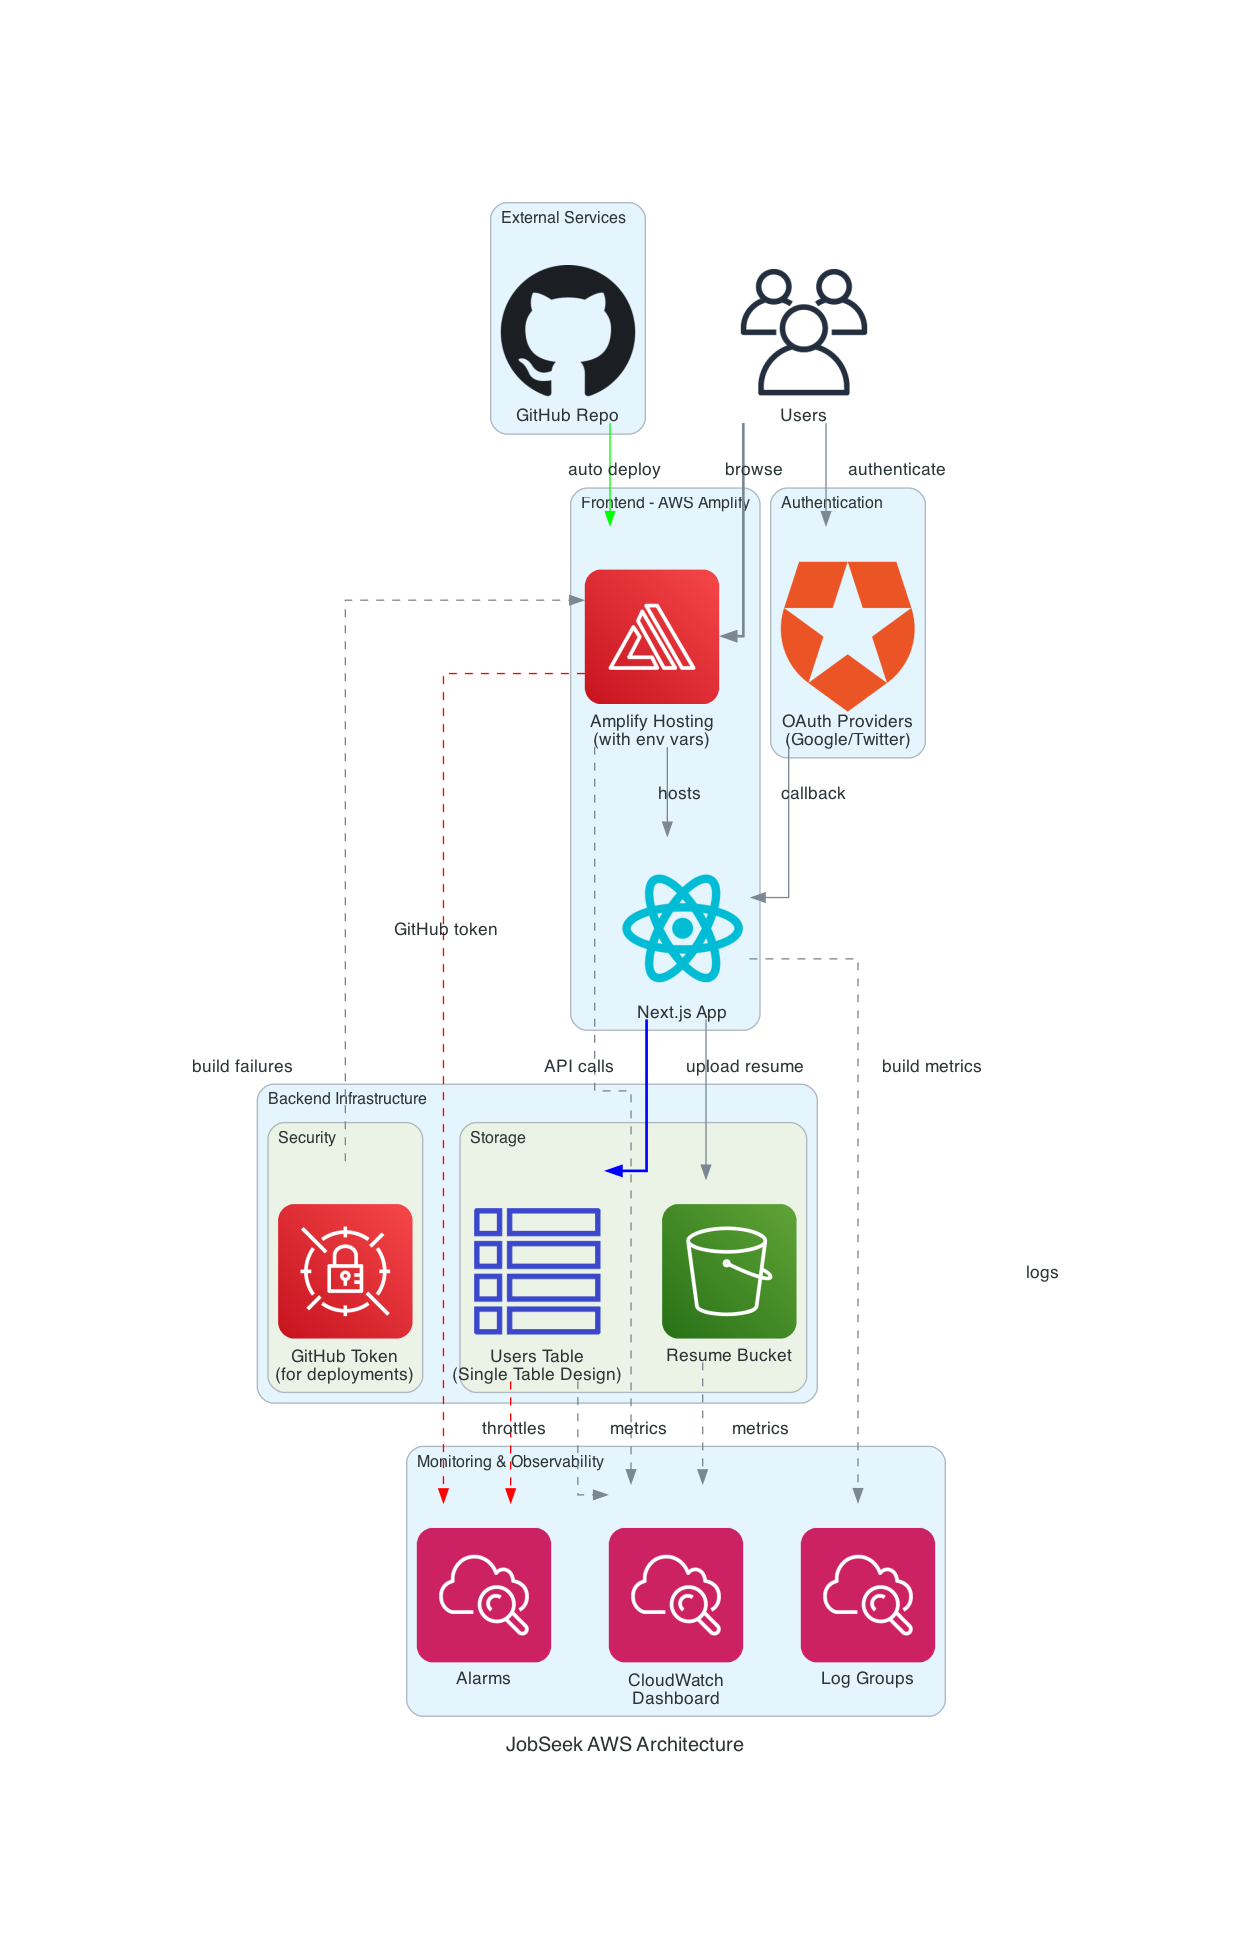 External Services
GitHub Repo
Users
auto deploy
browse
authenticate
Frontend - AWS Amplify
Authentication
Amplify Hosting
(with env vars)
OAuth Providers
(Google/Twitter)
hosts
callback
GitHub token
Next.js App
build failures
API calls
upload resume
build metrics
Backend Infrastructure
Security
Storage
logs
GitHub Token
(for deployments)
Users Table
(Single Table Design)
Resume Bucket
throttles
metrics
metrics
Monitoring & Observability
Alarms
CloudWatch
Dashboard
Log Groups
JobSeek AWS Architecture